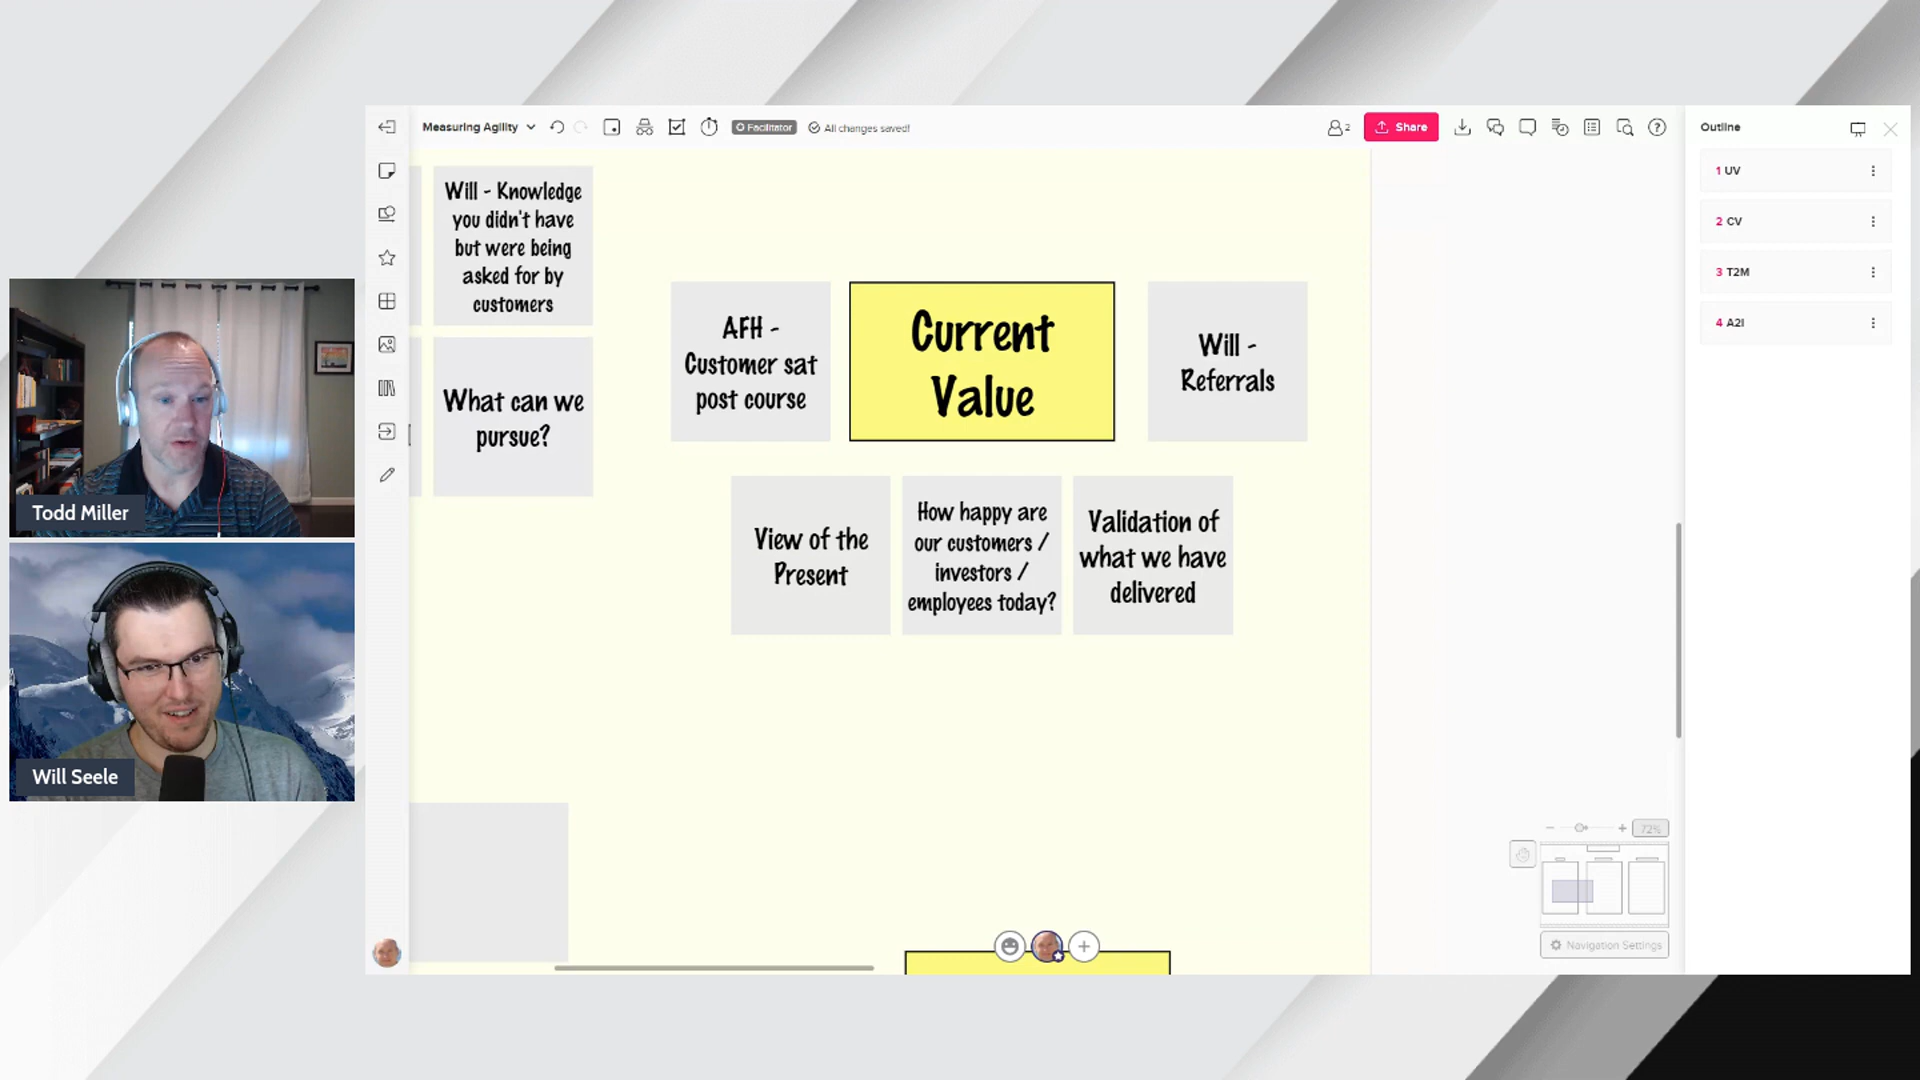 Measuring Agility
Facilitator
All changes saved!
2
Share
Outline
1 UV
2 CV
3 T2M
4 A2I
Will - Knowledge
you didn't have
but were being
asked for by
customers
What can we
pursue?
AFH -
Customer sat
post course
Current
Value
Will -
Referrals
View of the
Present
How happy are
our customers /
investors /
employees today?
Validation of
what we have
delivered
Todd Miller
Will Seele
72%
Navigation Settings